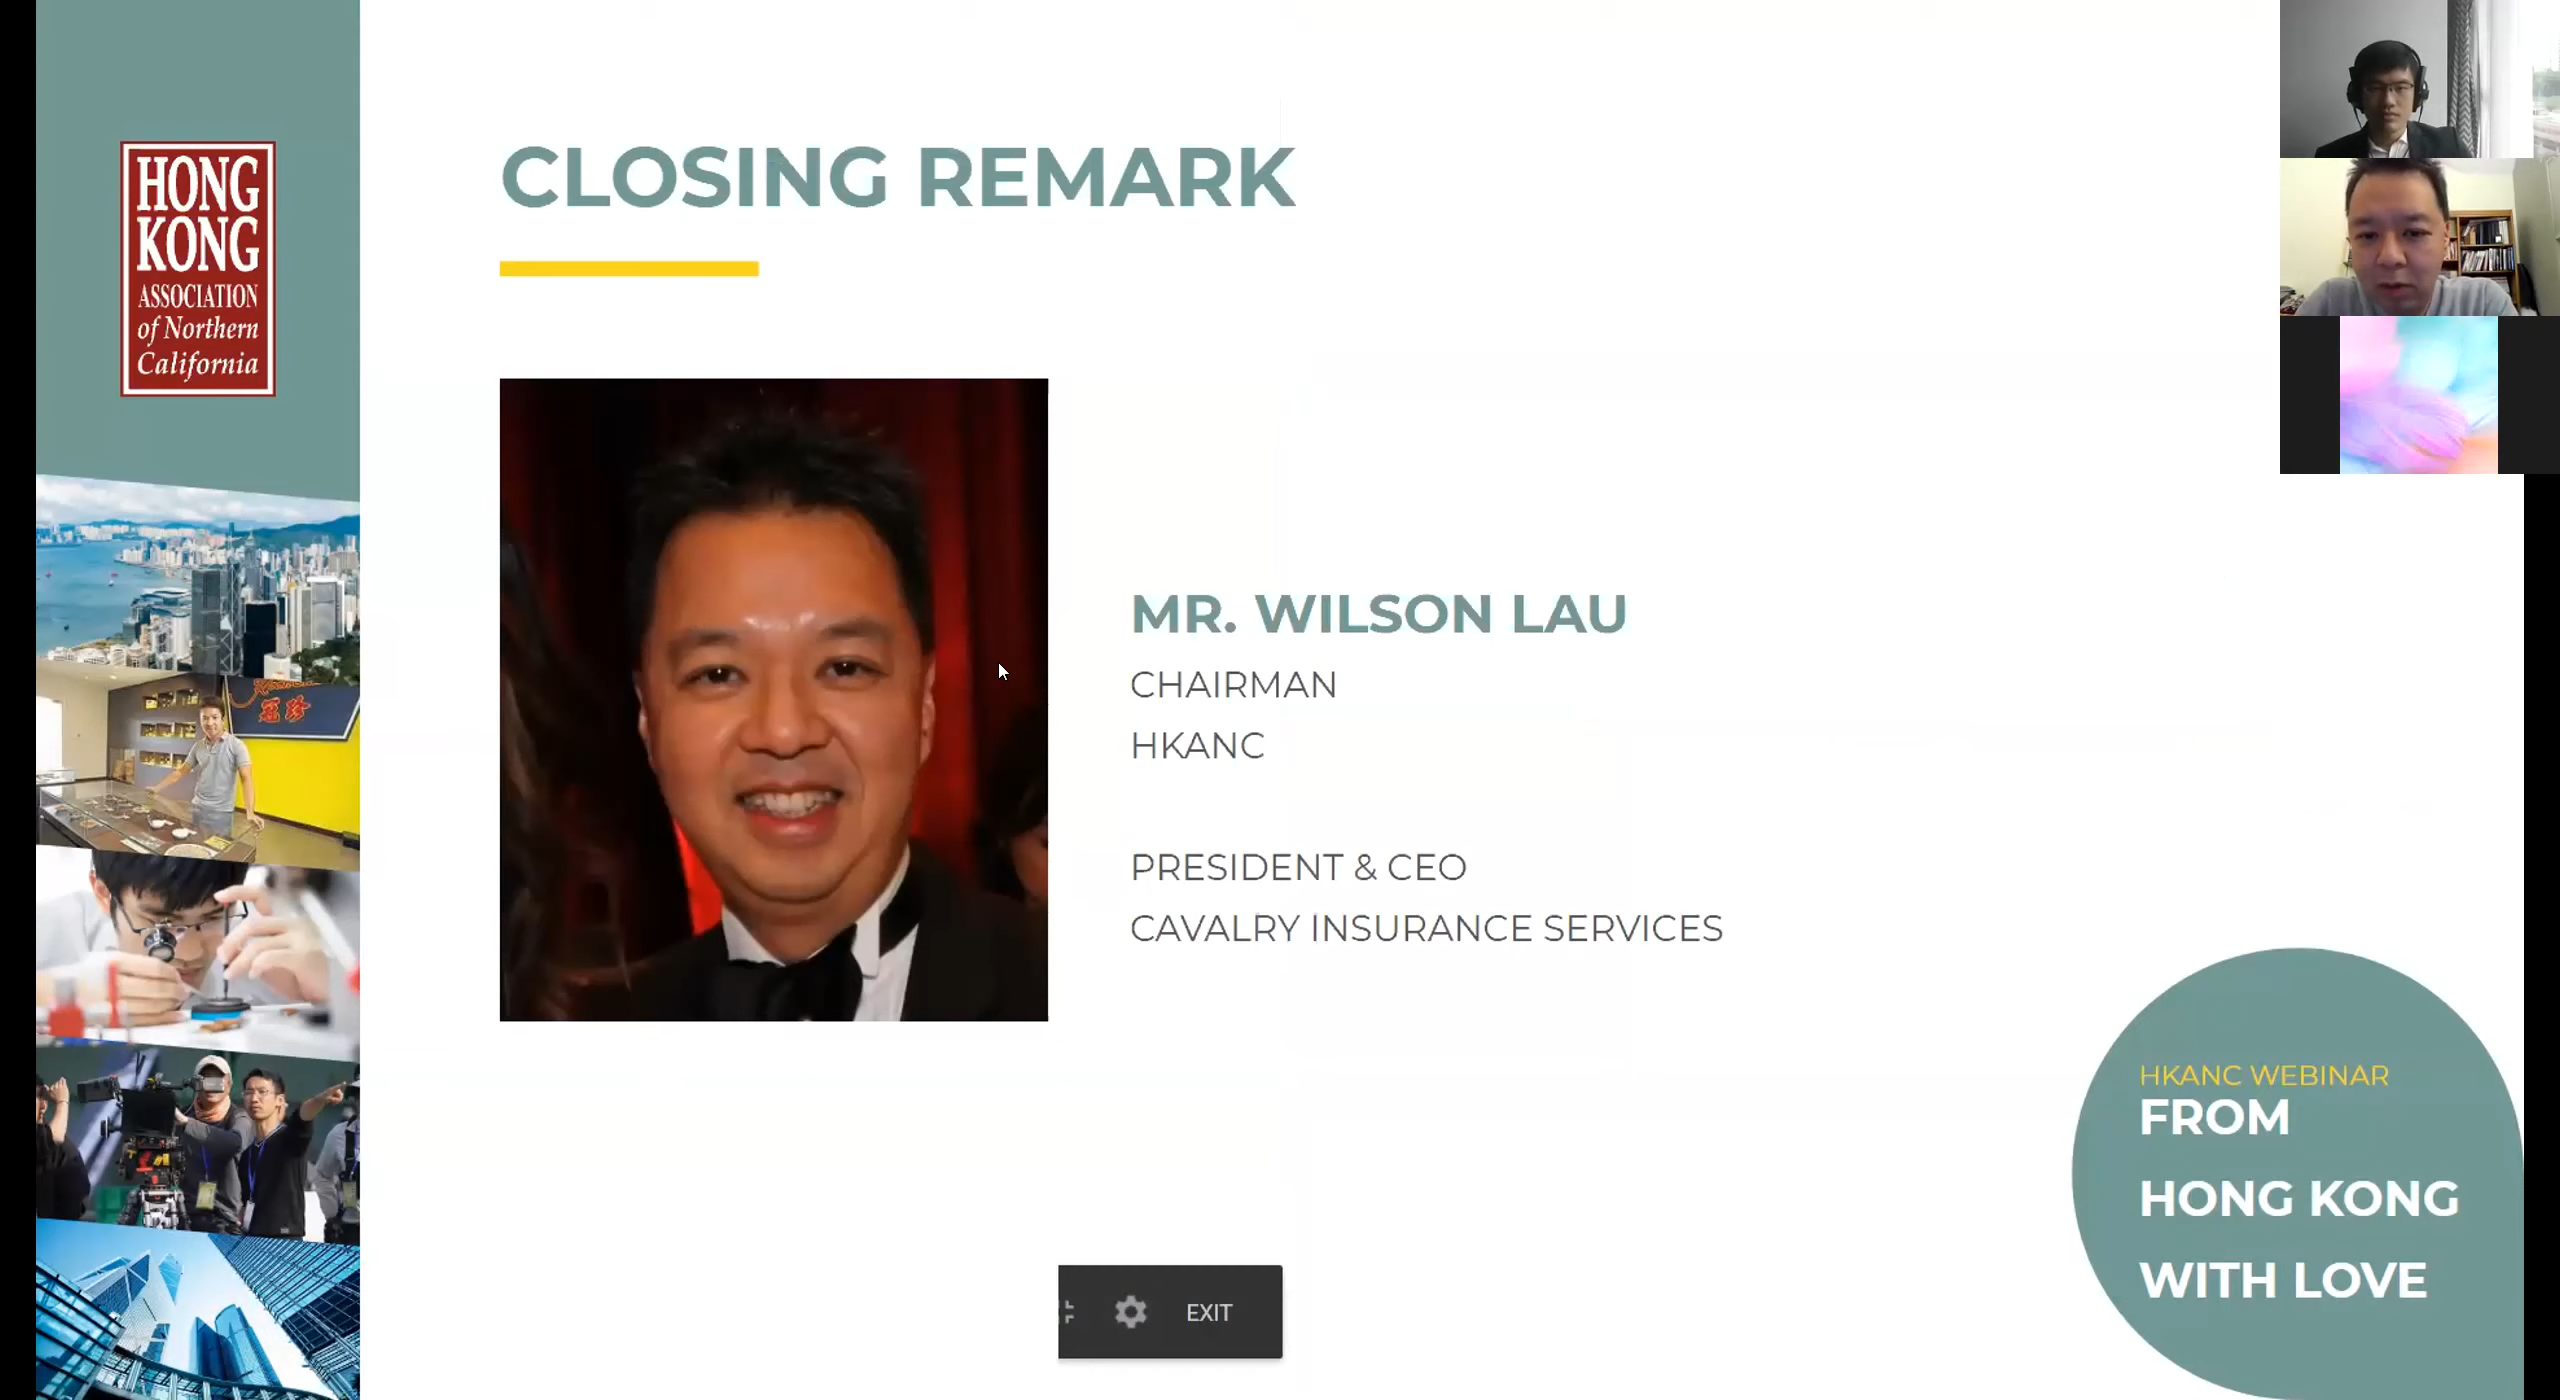 HONG
KONG
ASSOCIATION
of Northern
California
CLOSING REMARK
MR. WILSON LAU
CHAIRMAN
HKANC
PRESIDENT & CEO
CAVALRY INSURANCE SERVICES
HKANC WEBINAR
FROM
HONG KONG
WITH LOVE
EXIT